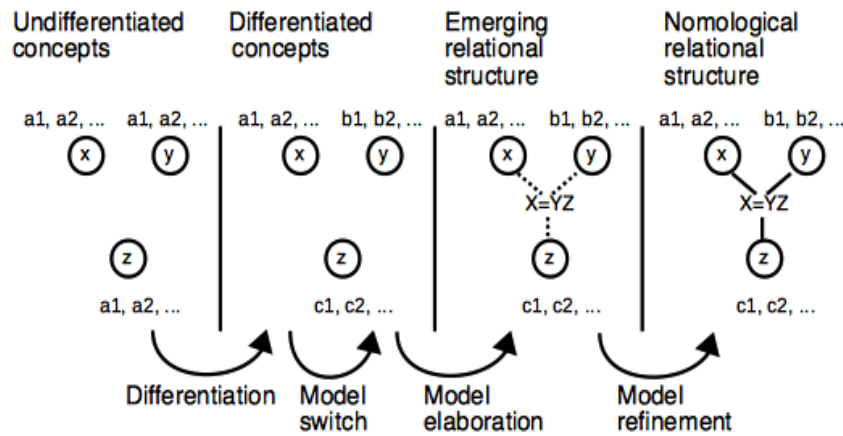 Undifferentiated
concepts
Differentiated
concepts
Emerging
relational
structure
Nomological
relational
structure
a1, a2, ... a1, a2, ...
x y
z
a1, a2, ...
a1, a2, ... b1, b2, ...
x y
z
c1, c2, ...
a1, a2, ... b1, b2, ...
x y
X=YZ
z
c1, c2, ...
a1, a2, ... b1, b2, ...
x y
X=YZ
z
c1, c2, ...
Differentiation
Model
switch
Model
elaboration
Model
refinement